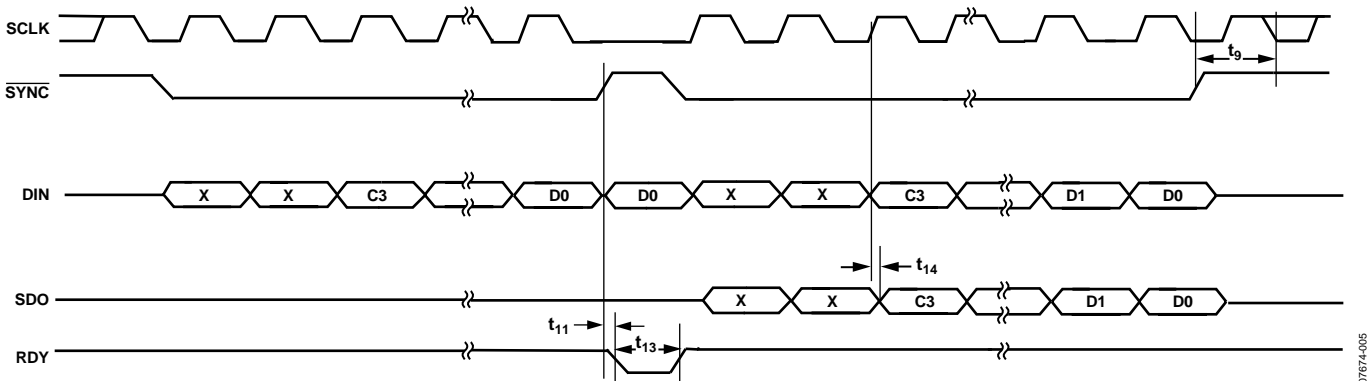 SCLK
t9
SYNC
DIN X X C3 D0 D0 X X C3 D1 D0
t14
SDO X X C3 D1 D0
t11
t13
RDY
07674-005